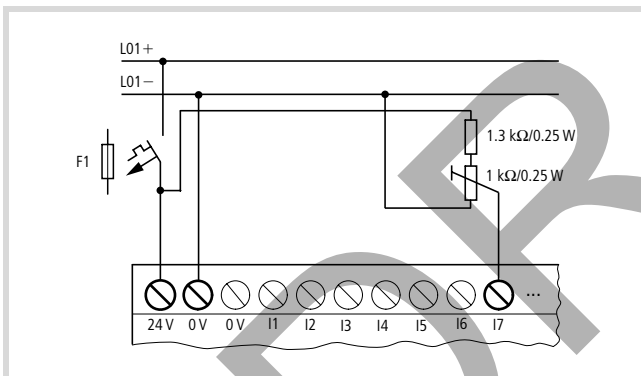 L01+
L01−
F1
1.3 kΩ/0.25 W
1 kΩ/0.25 W
24 V 0 V 0 V I1 I2 I3 I4 I5 I6 I7 ...